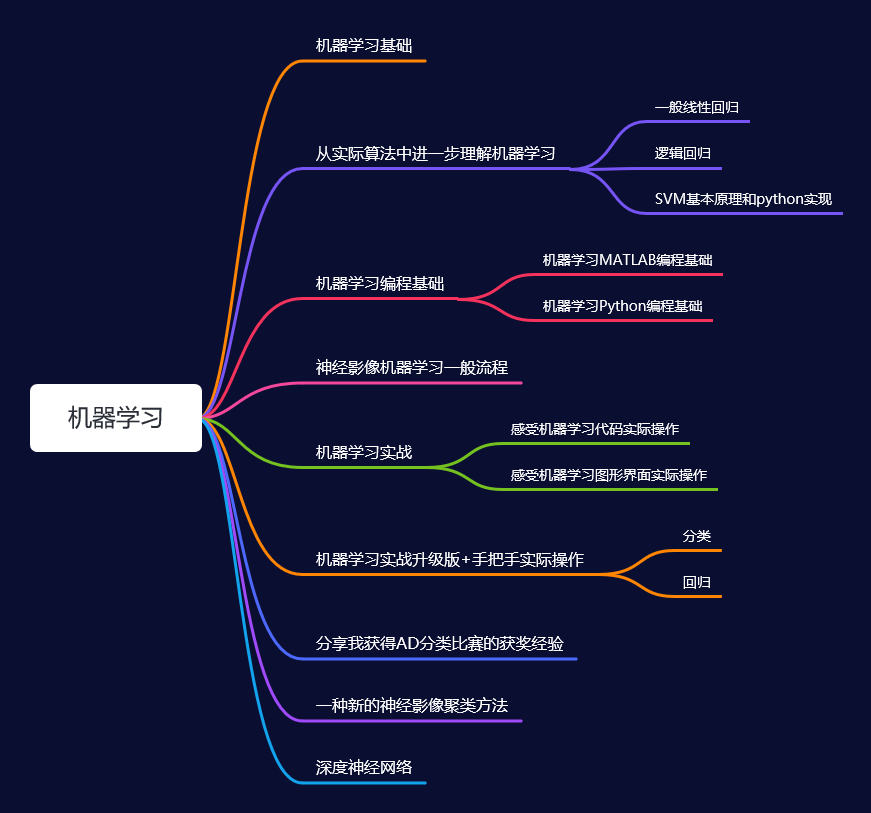 机器学习
机器学习基础
从实际算法中进一步理解机器学习
一般线性回归
逻辑回归
SVM基本原理和python实现
机器学习编程基础
机器学习MATLAB编程基础
机器学习Python编程基础
神经影像机器学习一般流程
机器学习实战
感受机器学习代码实际操作
感受机器学习图形界面实际操作
机器学习实战升级版+手把手实际操作
分类
回归
分享我获得AD分类比赛的获奖经验
一种新的神经影像聚类方法
深度神经网络